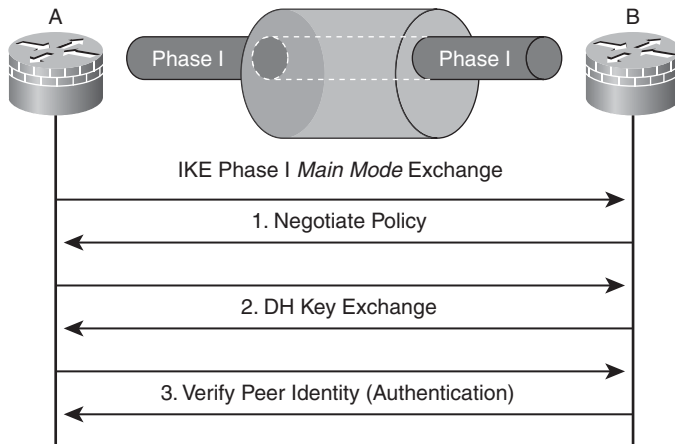 A
B
Phase I
Phase I
IKE Phase I Main Mode Exchange
1. Negotiate Policy
2. DH Key Exchange
3. Verify Peer Identity (Authentication)